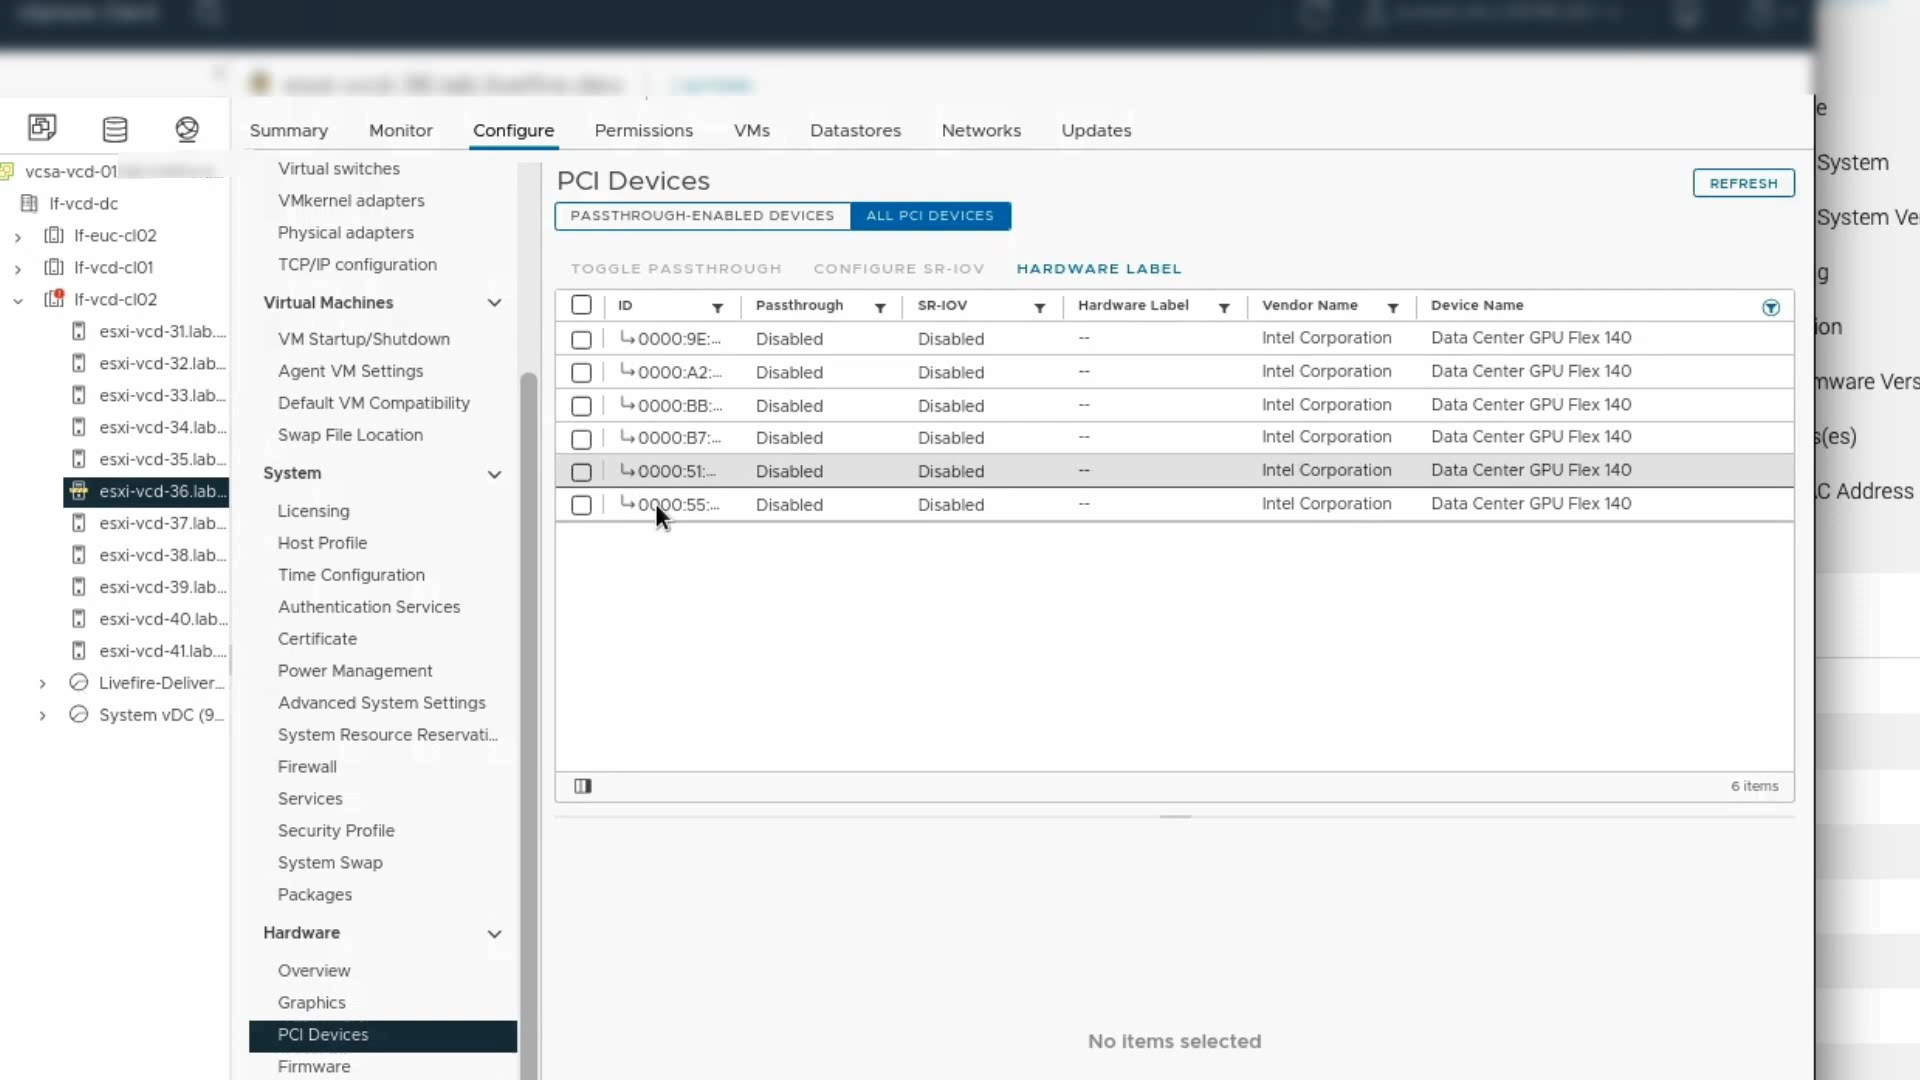 Summary Monitor Configure Permissions VMs Datastores Networks Updates
vcsa-vcd-01
lf-vcd-dc
lf-euc-cl02
lf-vcd-cl01
lf-vcd-cl02
esxi-vcd-31.lab....
esxi-vcd-32.lab...
esxi-vcd-33.lab...
esxi-vcd-34.lab...
esxi-vcd-35.lab...
esxi-vcd-36.lab...
esxi-vcd-37.lab...
esxi-vcd-38.lab...
esxi-vcd-39.lab...
esxi-vcd-40.lab...
esxi-vcd-41.lab....
Livefire-Deliver...
System vDC (9...
Virtual switches
VMkernel adapters
Physical adapters
TCP/IP configuration
Virtual Machines
VM Startup/Shutdown
Agent VM Settings
Default VM Compatibility
Swap File Location
System
Licensing
Host Profile
Time Configuration
Authentication Services
Certificate
Power Management
Advanced System Settings
System Resource Reservati...
Firewall
Services
Security Profile
System Swap
Packages
Hardware
Overview
Graphics
PCI Devices
Firmware
PCI Devices
REFRESH
PASSTHROUGH-ENABLED DEVICES ALL PCI DEVICES
TOGGLE PASSTHROUGH CONFIGURE SR-IOV HARDWARE LABEL
ID Passthrough SR-IOV Hardware Label Vendor Name Device Name
0000:9E:... Disabled Disabled -- Intel Corporation Data Center GPU Flex 140
0000:A2:... Disabled Disabled -- Intel Corporation Data Center GPU Flex 140
0000:BB:... Disabled Disabled -- Intel Corporation Data Center GPU Flex 140
0000:B7:... Disabled Disabled -- Intel Corporation Data Center GPU Flex 140
0000:51:... Disabled Disabled -- Intel Corporation Data Center GPU Flex 140
0000:55:... Disabled Disabled -- Intel Corporation Data Center GPU Flex 140
6 items
No items selected
e
System
System Ve
g
ion
mware Vers
s(es)
C Address